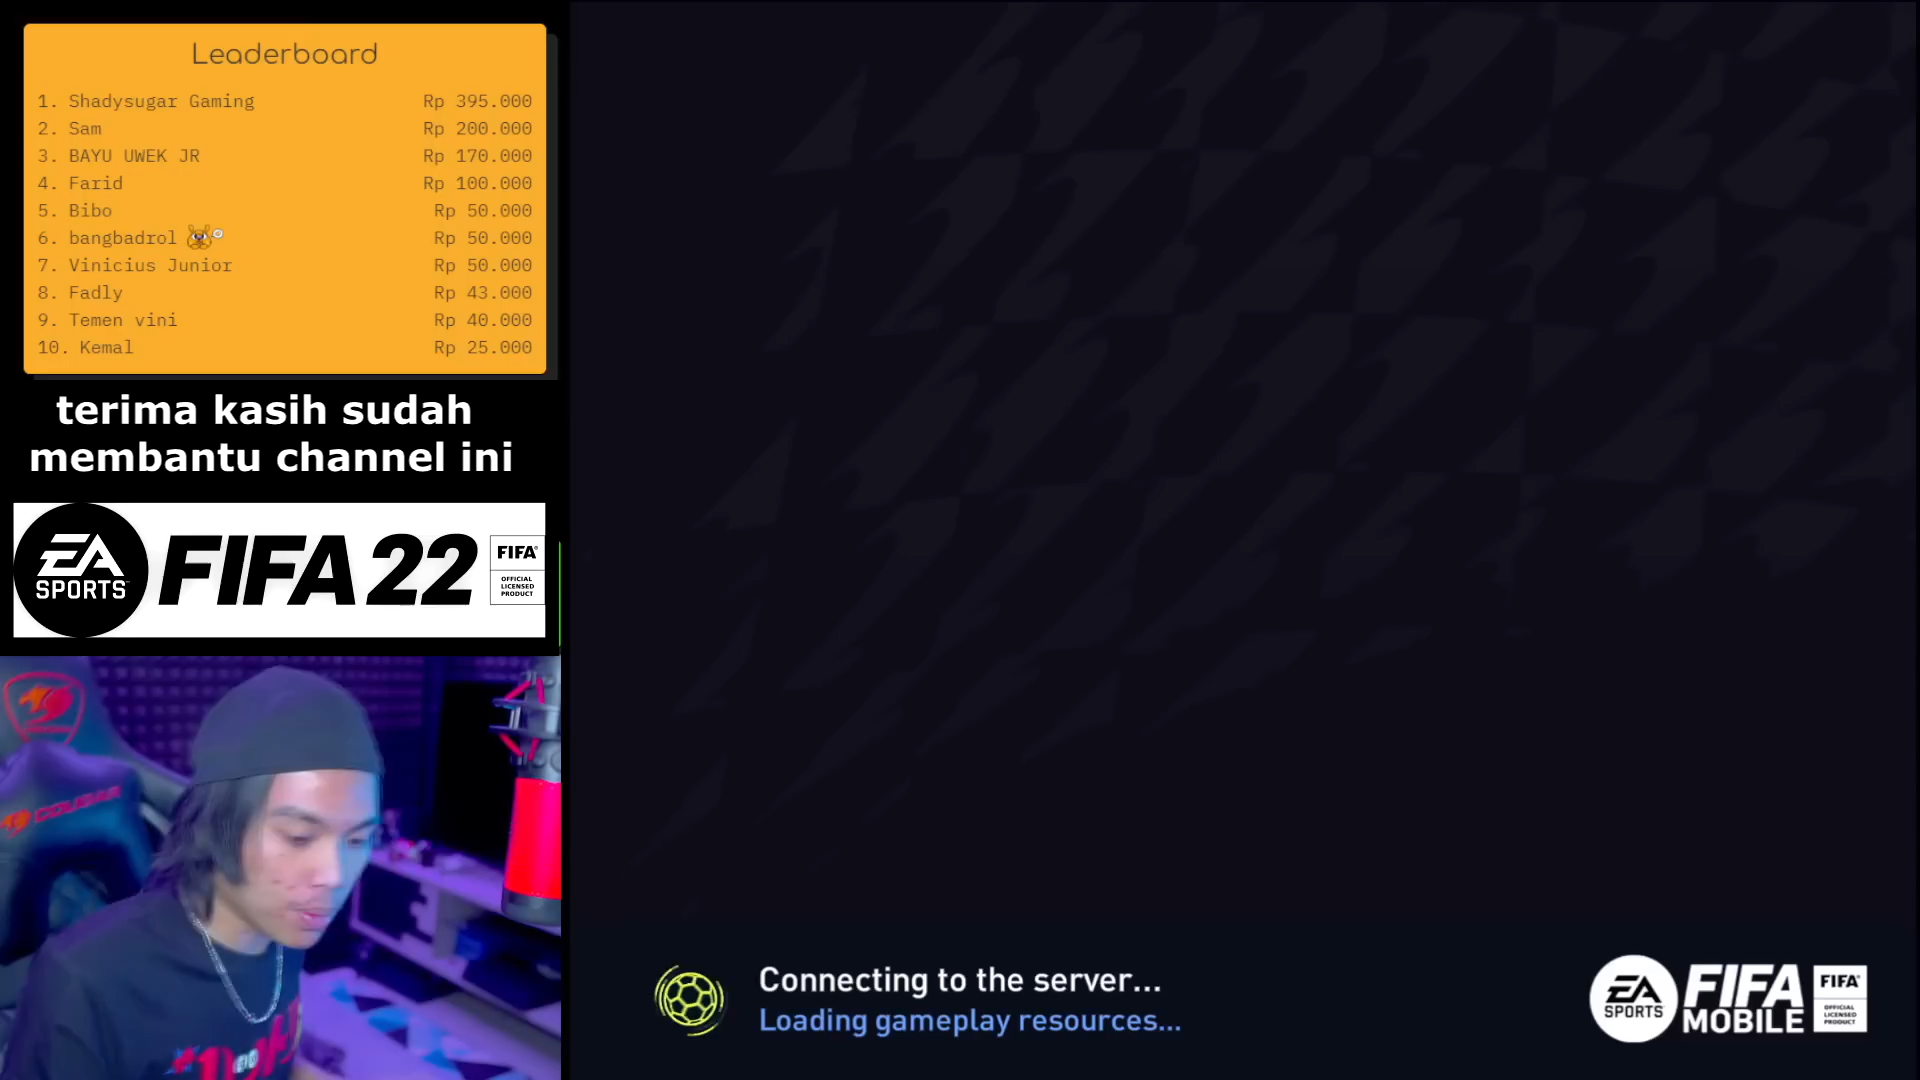 Leaderboard
1. Shadysugar Gaming Rp 395.000
2. Sam Rp 200.000
3. BAYU UWEK JR Rp 170.000
4. Farid Rp 100.000
5. Bibo Rp 50.000
6. bangbadrol Rp 50.000
7. Vinicius Junior Rp 50.000
8. Fadly Rp 43.000
9. Temen vini Rp 40.000
10. Kemal Rp 25.000
terima kasih sudah
membantu channel ini
EA SPORTS FIFA 22 FIFA OFFICIAL LICENSED PRODUCT
COUGAR
Connecting to the server...
Loading gameplay resources...
EA SPORTS FIFA MOBILE FIFA OFFICIAL LICENSED PRODUCT